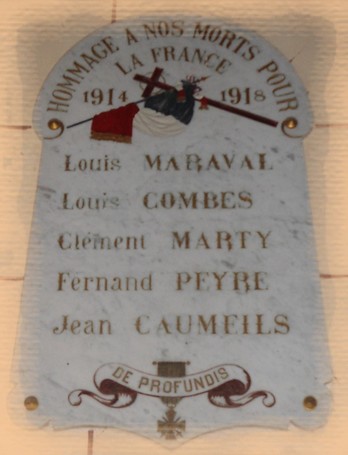 HOMMAGE A NOS MORTS POUR
LA FRANCE
1914 1918
Louis MARAVAL
Louis COMBES
Clément MARTY
Fernand PEYRE
Jean CAUMEILS
DE PROFUNDIS